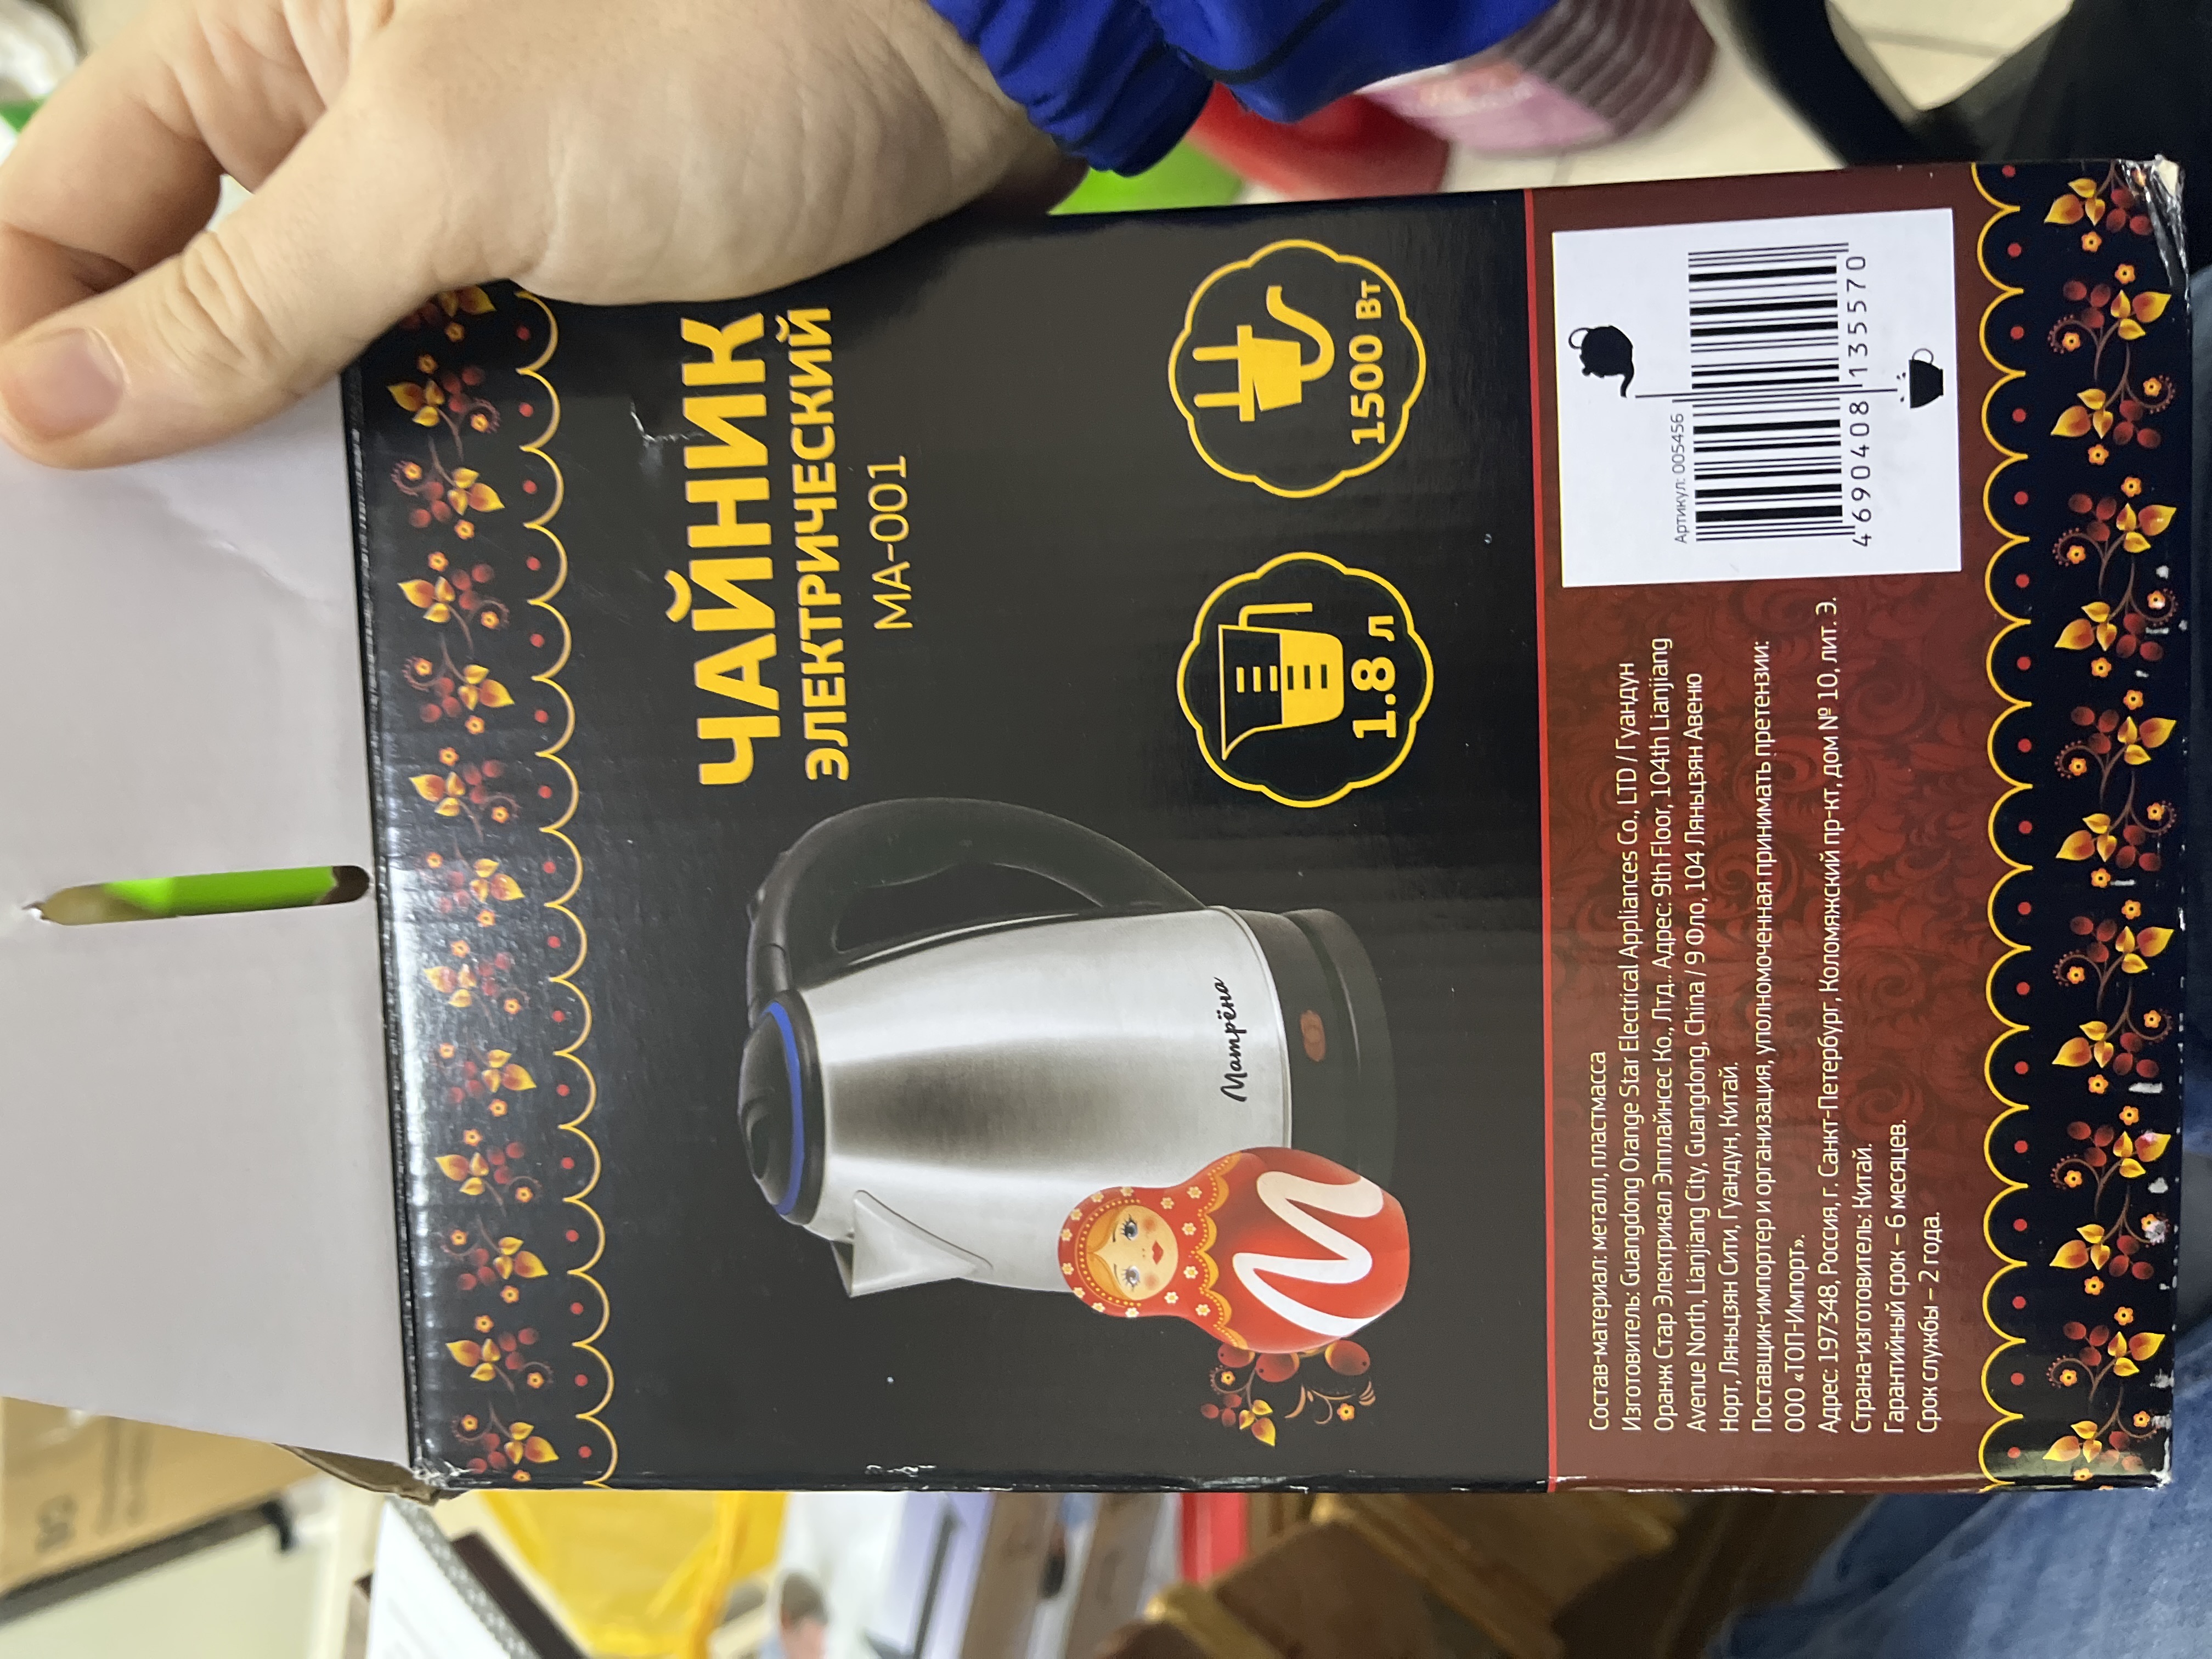 ЧАЙНИК
ЭЛЕКТРИЧЕСКИЙ
МА-001
Матрёна
1.8 л
1500 Вт
Состав-материал: металл, пластмасса
Изготовитель: Guangdong Orange Star Electrical Appliances Co., LTD / Гуандун
Оранж Стар Электрикал Эпплайнсес Ко., Лтд.. Адрес: 9th Floor, 104th Lianjiang
Avenue North, Lianjiang City, Guangdong, China / 9 Фло, 104 Ляньцзян Авеню
Норт, Ляньцзян Сити, Гуандун, Китай.
Поставщик-импортер и организация, уполномоченная принимать претензии:
ООО «ТОП-Импорт».
Адрес: 197348, Россия, г. Санкт-Петербург, Коломяжский пр-кт, дом № 10, лит. Э.
Страна-изготовитель: Китай.
Гарантийный срок – 6 месяцев.
Срок службы – 2 года.
Артикул: 005456
4 690408 135570